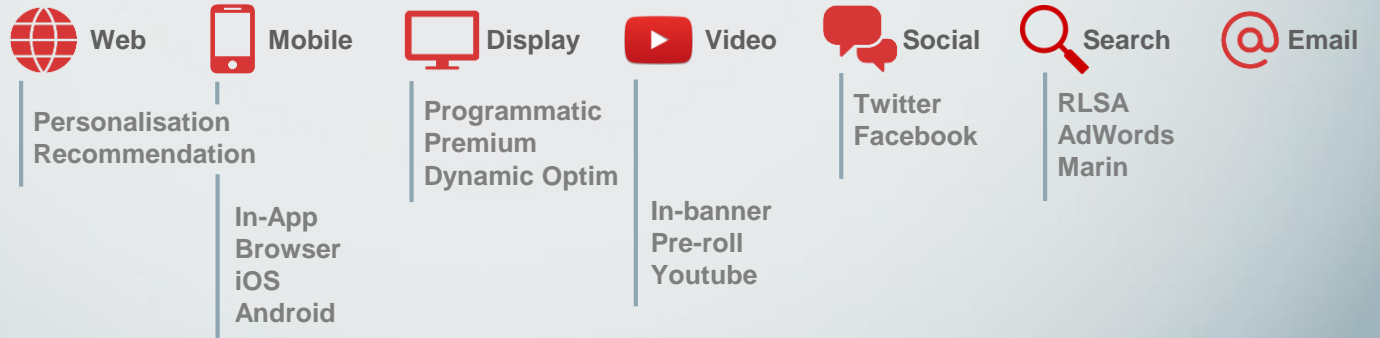 Web
Mobile
Display
Video
Social
Search
Email
Personalisation
Recommendation
In-App
Browser
iOS
Android
Programmatic
Premium
Dynamic Optim
In-banner
Pre-roll
Youtube
Twitter
Facebook
RLSA
AdWords
Marin